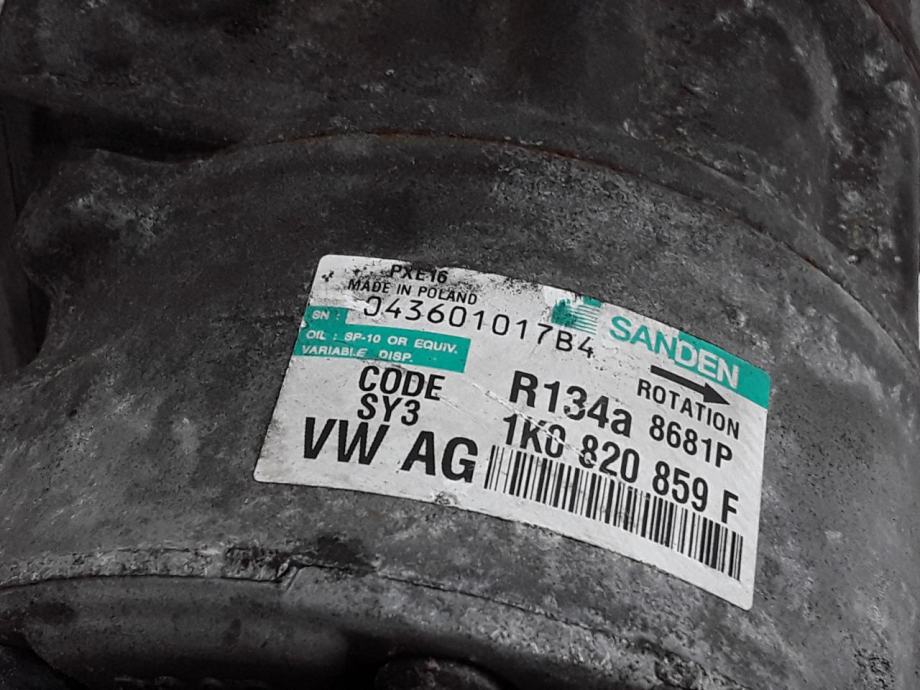 PXE16
MADE IN POLAND
SN : 043601017B4
SANDEN
OIL : SP-10 OR EQUIV.
VARIABLE DISP.
ROTATION
CODE
SY3
R134a 8681P
VW AG
1K0 820 859 F